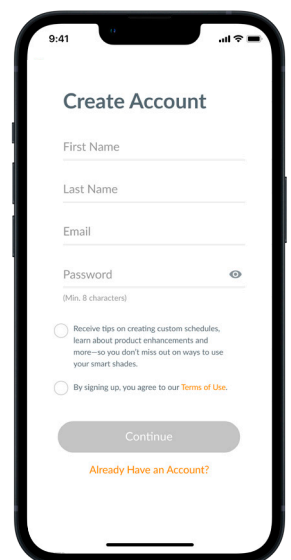 9:41
Create Account
First Name
Last Name
Email
Password
(Min. 8 characters)
Receive tips on creating custom schedules,
learn about product enhancements and
more—so you don't miss out on ways to use
your smart shades.
By signing up, you agree to our Terms of Use.
Continue
Already Have an Account?